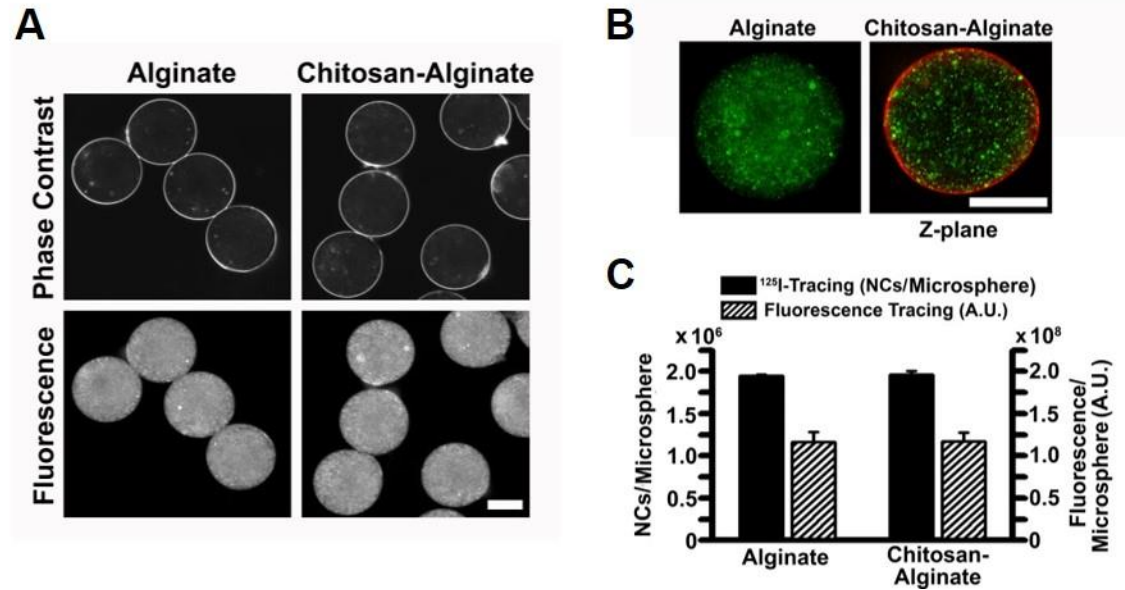 A
Alginate
Chitosan-Alginate
Phase Contrast
Fluorescence
B
Alginate
Chitosan-Alginate
Z-plane
C
¹²⁵I-Tracing (NCs/Microsphere)
Fluorescence Tracing (A.U.)
x 10⁶
x 10⁸
NCs/Microsphere
2.0
1.5
1.0
0.5
0
2.0
1.5
1.0
0.5
0
Fluorescence/
Microsphere (A.U.)
Alginate
Chitosan-
Alginate